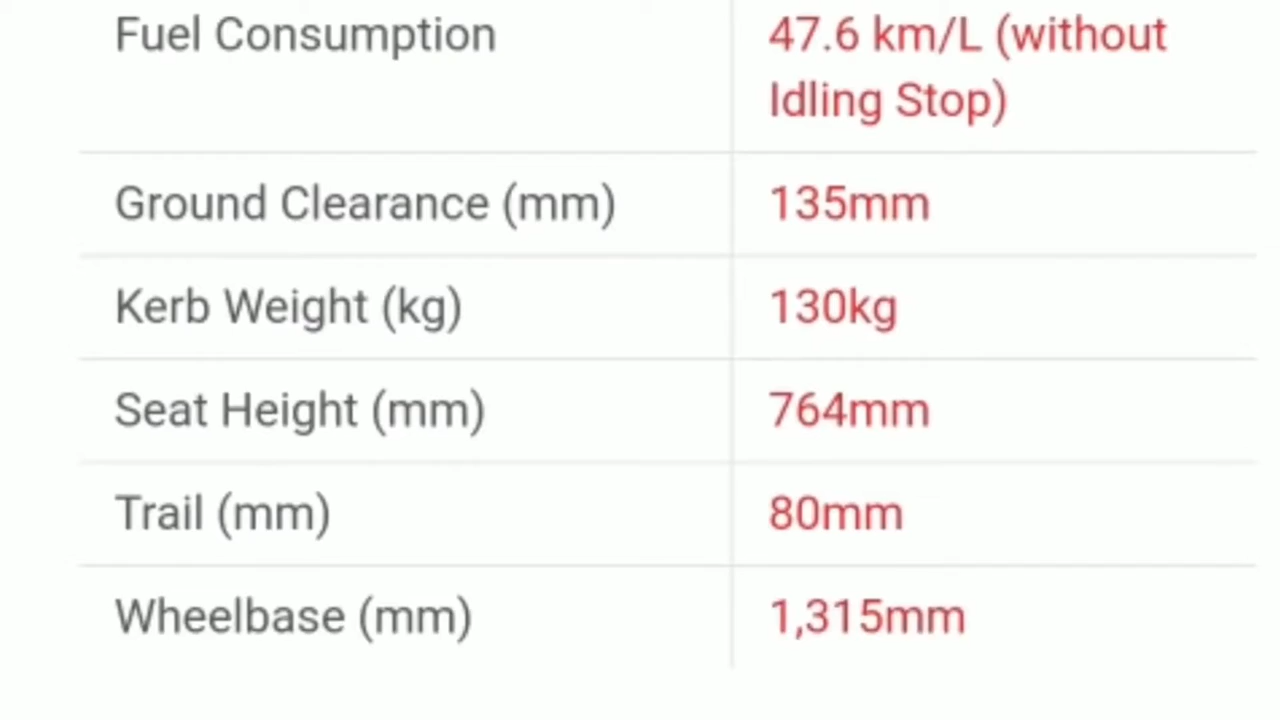 Fuel Consumption 47.6 km/L (without
Idling Stop)
Ground Clearance (mm) 135mm
Kerb Weight (kg) 130kg
Seat Height (mm) 764mm
Trail (mm) 80mm
Wheelbase (mm) 1,315mm